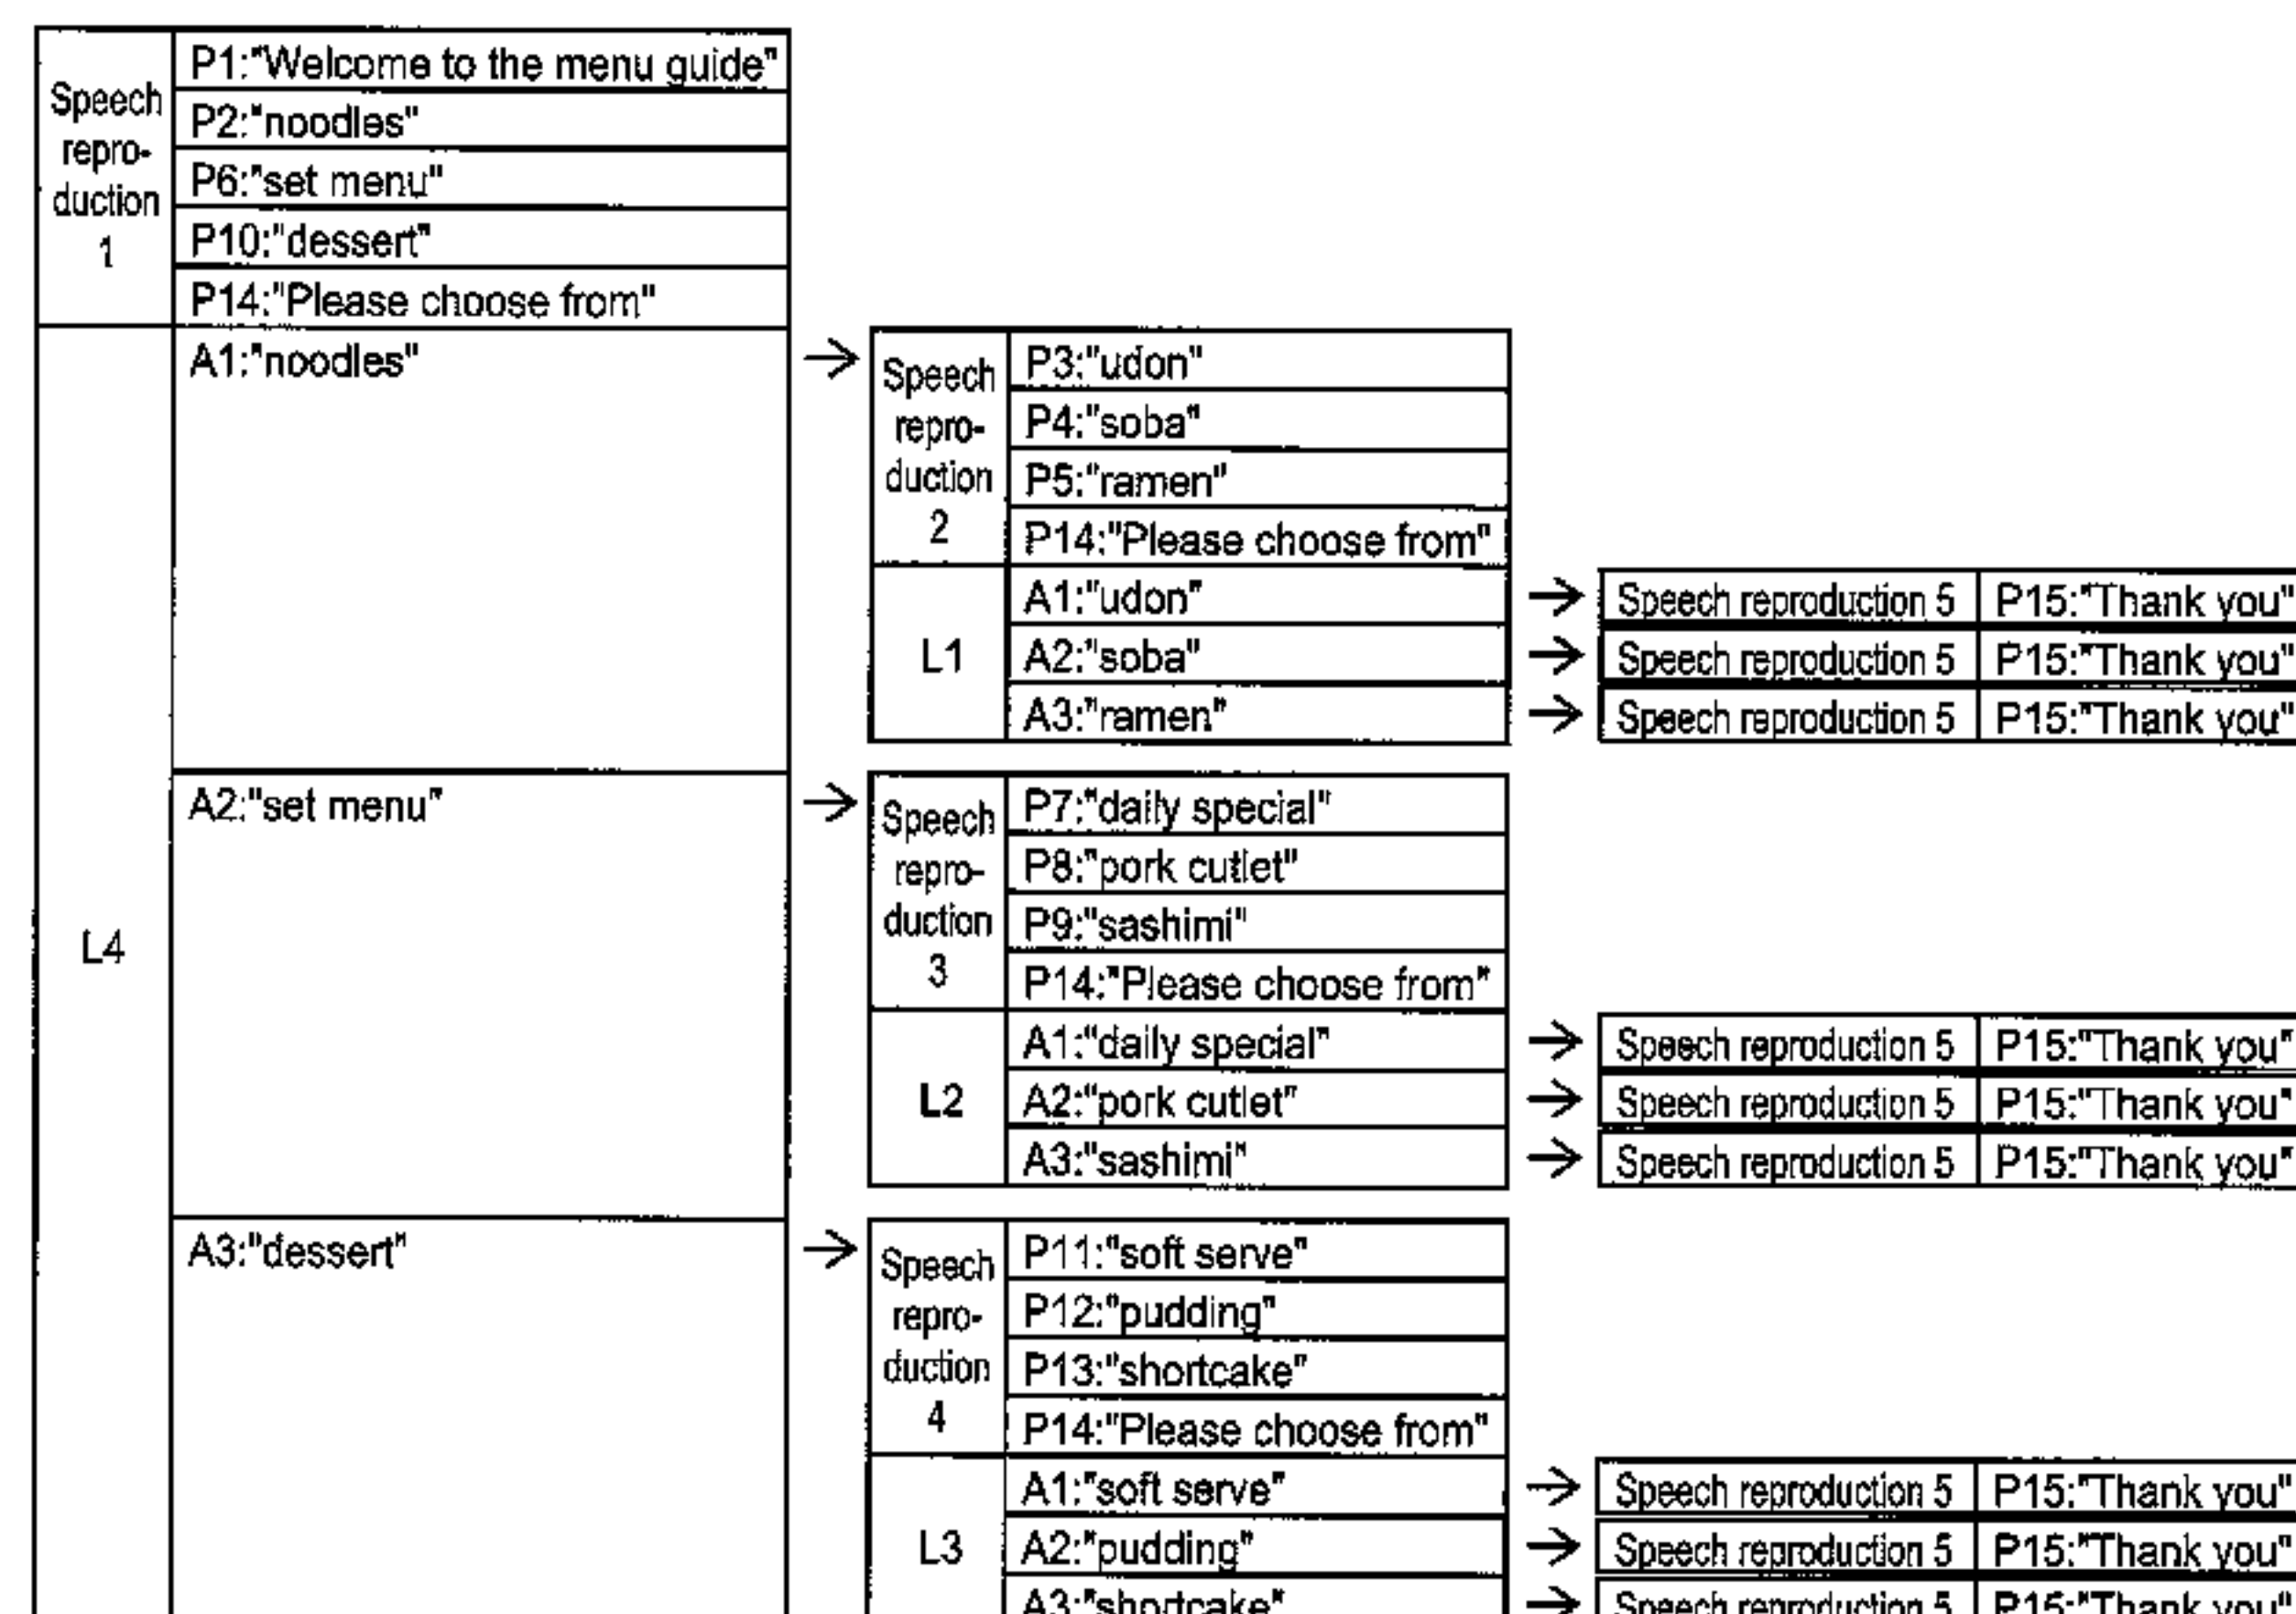 Speech
repro-
duction
1
P1:"Welcome to the menu guide"
P2:"noodles"
P6:"set menu"
P10:"dessert"
P14:"Please choose from"
L4
A1:"noodles"
→
Speech
repro-
duction
2
P3:"udon"
P4:"soba"
P5:"ramen"
P14:"Please choose from"
L1
A1:"udon"
→ Speech reproduction 5 P15:"Thank you"
A2:"soba"
→ Speech reproduction 5 P15:"Thank you"
A3:"ramen"
→ Speech reproduction 5 P15:"Thank you"
A2:"set menu"
→
Speech
repro-
duction
3
P7:"daily special"
P8:"pork cutlet"
P9:"sashimi"
P14:"Please choose from"
L2
A1:"daily special"
→ Speech reproduction 5 P15:"Thank you"
A2:"pork cutlet"
→ Speech reproduction 5 P15:"Thank you"
A3:"sashimi"
→ Speech reproduction 5 P15:"Thank you"
A3:"dessert"
→
Speech
repro-
duction
4
P11:"soft serve"
P12:"pudding"
P13:"shortcake"
P14:"Please choose from"
L3
A1:"soft serve"
→ Speech reproduction 5 P15:"Thank you"
A2:"pudding"
→ Speech reproduction 5 P15:"Thank you"
A3:"shortcake"
→ Speech reproduction 5 P15:"Thank you"